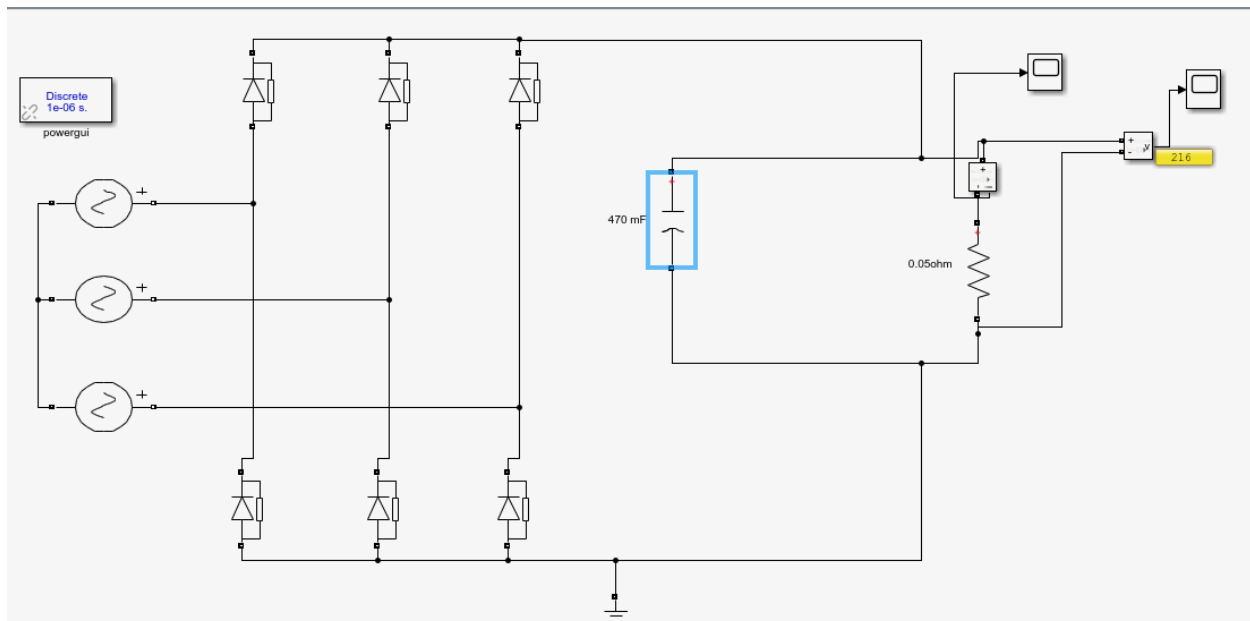 Discrete
1e-06 s.
powergui
+
+
+
470 mF
+
0.05ohm
+
-
v
216